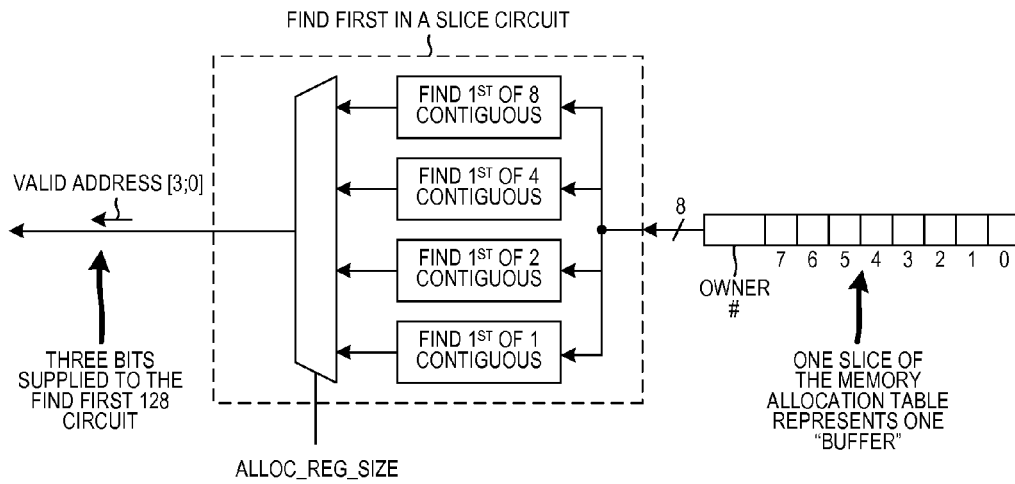 FIND FIRST IN A SLICE CIRCUIT
FIND 1ST OF 8
CONTIGUOUS
FIND 1ST OF 4
CONTIGUOUS
FIND 1ST OF 2
CONTIGUOUS
FIND 1ST OF 1
CONTIGUOUS
VALID ADDRESS [3;0]
THREE BITS
SUPPLIED TO THE
FIND FIRST 128
CIRCUIT
ALLOC_REG_SIZE
8
OWNER
#
7 6 5 4 3 2 1 0
ONE SLICE OF
THE MEMORY
ALLOCATION TABLE
REPRESENTS ONE
“BUFFER”